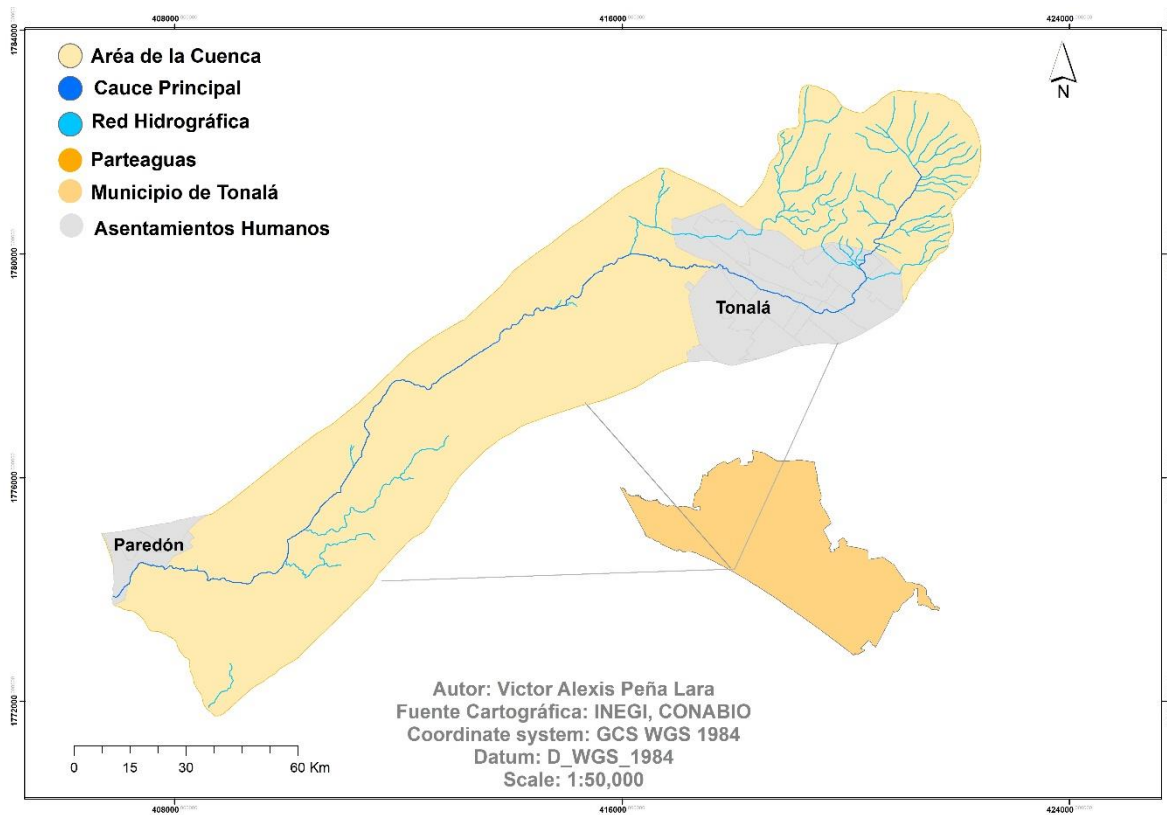 408000
416000
424000
1784000
Aréa de la Cuenca
Cauce Principal
Red Hidrográfica
Parteaguas
Municipio de Tonalá
Asentamientos Humanos
N
1780000
Tonalá
1776000
Paredón
1772000
Autor: Victor Alexis Peña Lara
Fuente Cartográfica: INEGI, CONABIO
Coordinate system: GCS WGS 1984
Datum: D_WGS_1984
Scale: 1:50,000
0 15 30 60 Km
408000
416000
424000